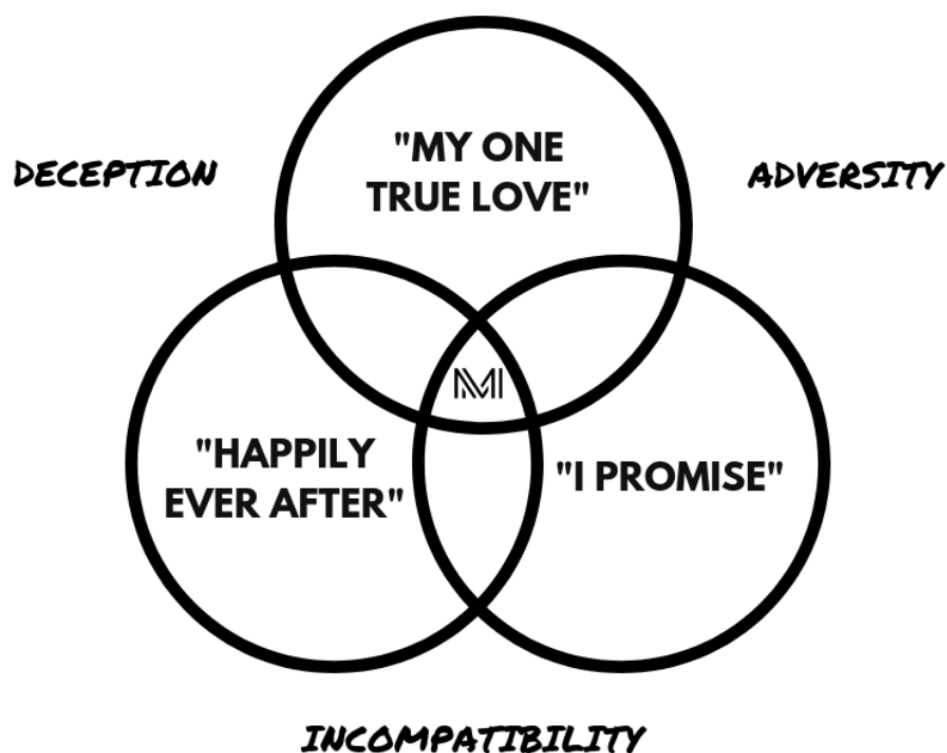 "MY ONE
TRUE LOVE"
DECEPTION
ADVERSITY
"HAPPILY
EVER AFTER"
"I PROMISE"
INCOMPATIBILITY